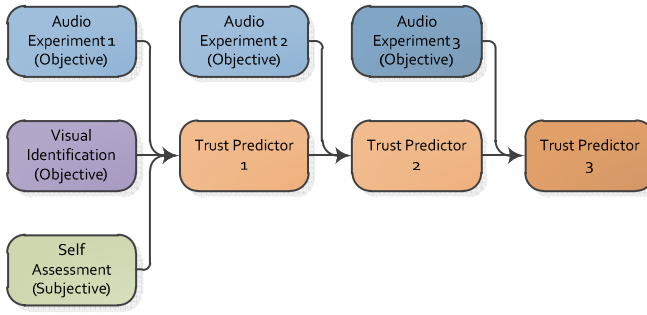 Audio
Experiment 1
(Objective)
Audio
Experiment 2
(Objective)
Audio
Experiment 3
(Objective)
Visual
Identification
(Objective)
Trust Predictor
1
Trust Predictor
2
Trust Predictor
3
Self
Assessment
(Subjective)